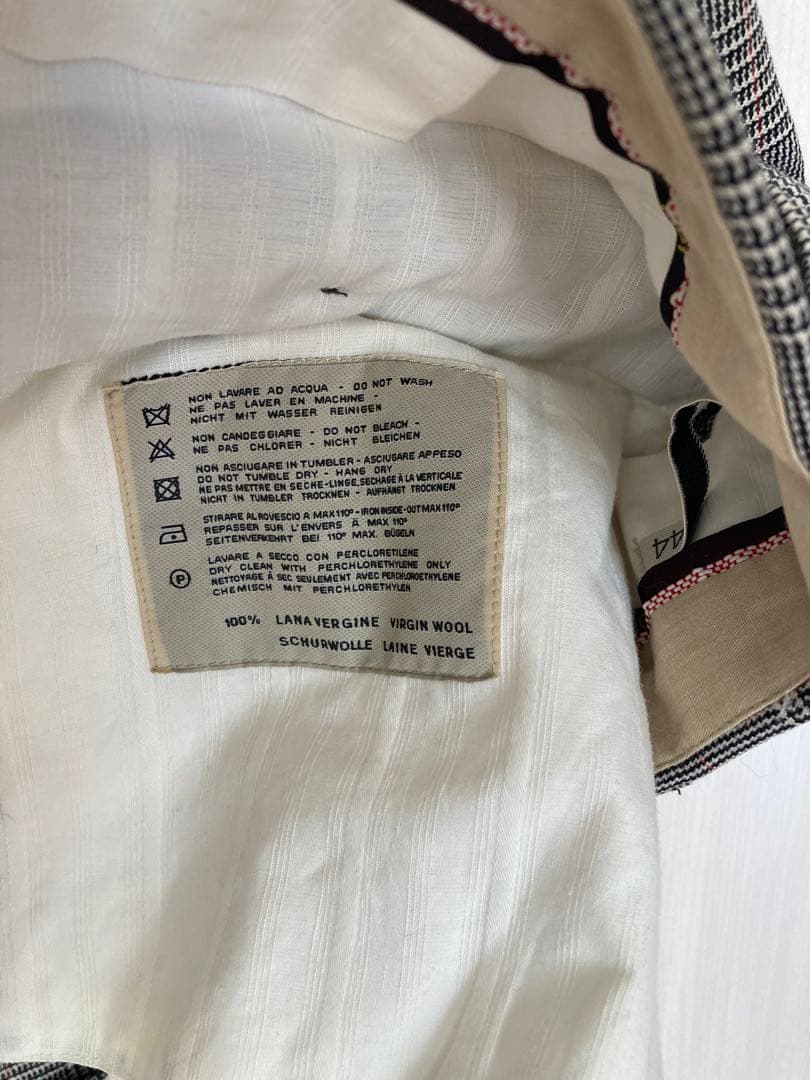 NON LAVARE AD ACQUA - DO NOT WASH
NE PAS LAVER EN MACHINE -
NICHT MIT WASSER REINIGEN
NON CANDEGGIARE - DO NOT BLEACH -
NE PAS CHLORER - NICHT BLEICHEN
NON ASCIUGARE IN TUMBLER - ASCIUGARE APPESO
DO NOT TUMBLE DRY - HANG DRY
NE PAS METTRE EN SECHE-LINGE, SECHAGE À LA VERTICALE
NICHT IN TUMBLER TROCKNEN - AUFHÄNGT TROCKNEN
STIRARE AL ROVESCIO A MAX 110° - IRON INSIDE-OUT MAX 110°
REPASSER SUR L'ENVERS À MAX 110°
SEITENVERKEHRT BEI 110° MAX. BÜGELN
P
LAVARE A SECCO CON PERCLORETILENE
DRY CLEAN WITH PERCHLORETHYLENE ONLY
NETTOYAGE À SEC SEULEMENT AVEC PERCHLOROETHYLENE
CHEMISCH MIT PERCHLORETHYLEN
100% LANA VERGINE VIRGIN WOOL
SCHURWOLLE LAINE VIERGE
44